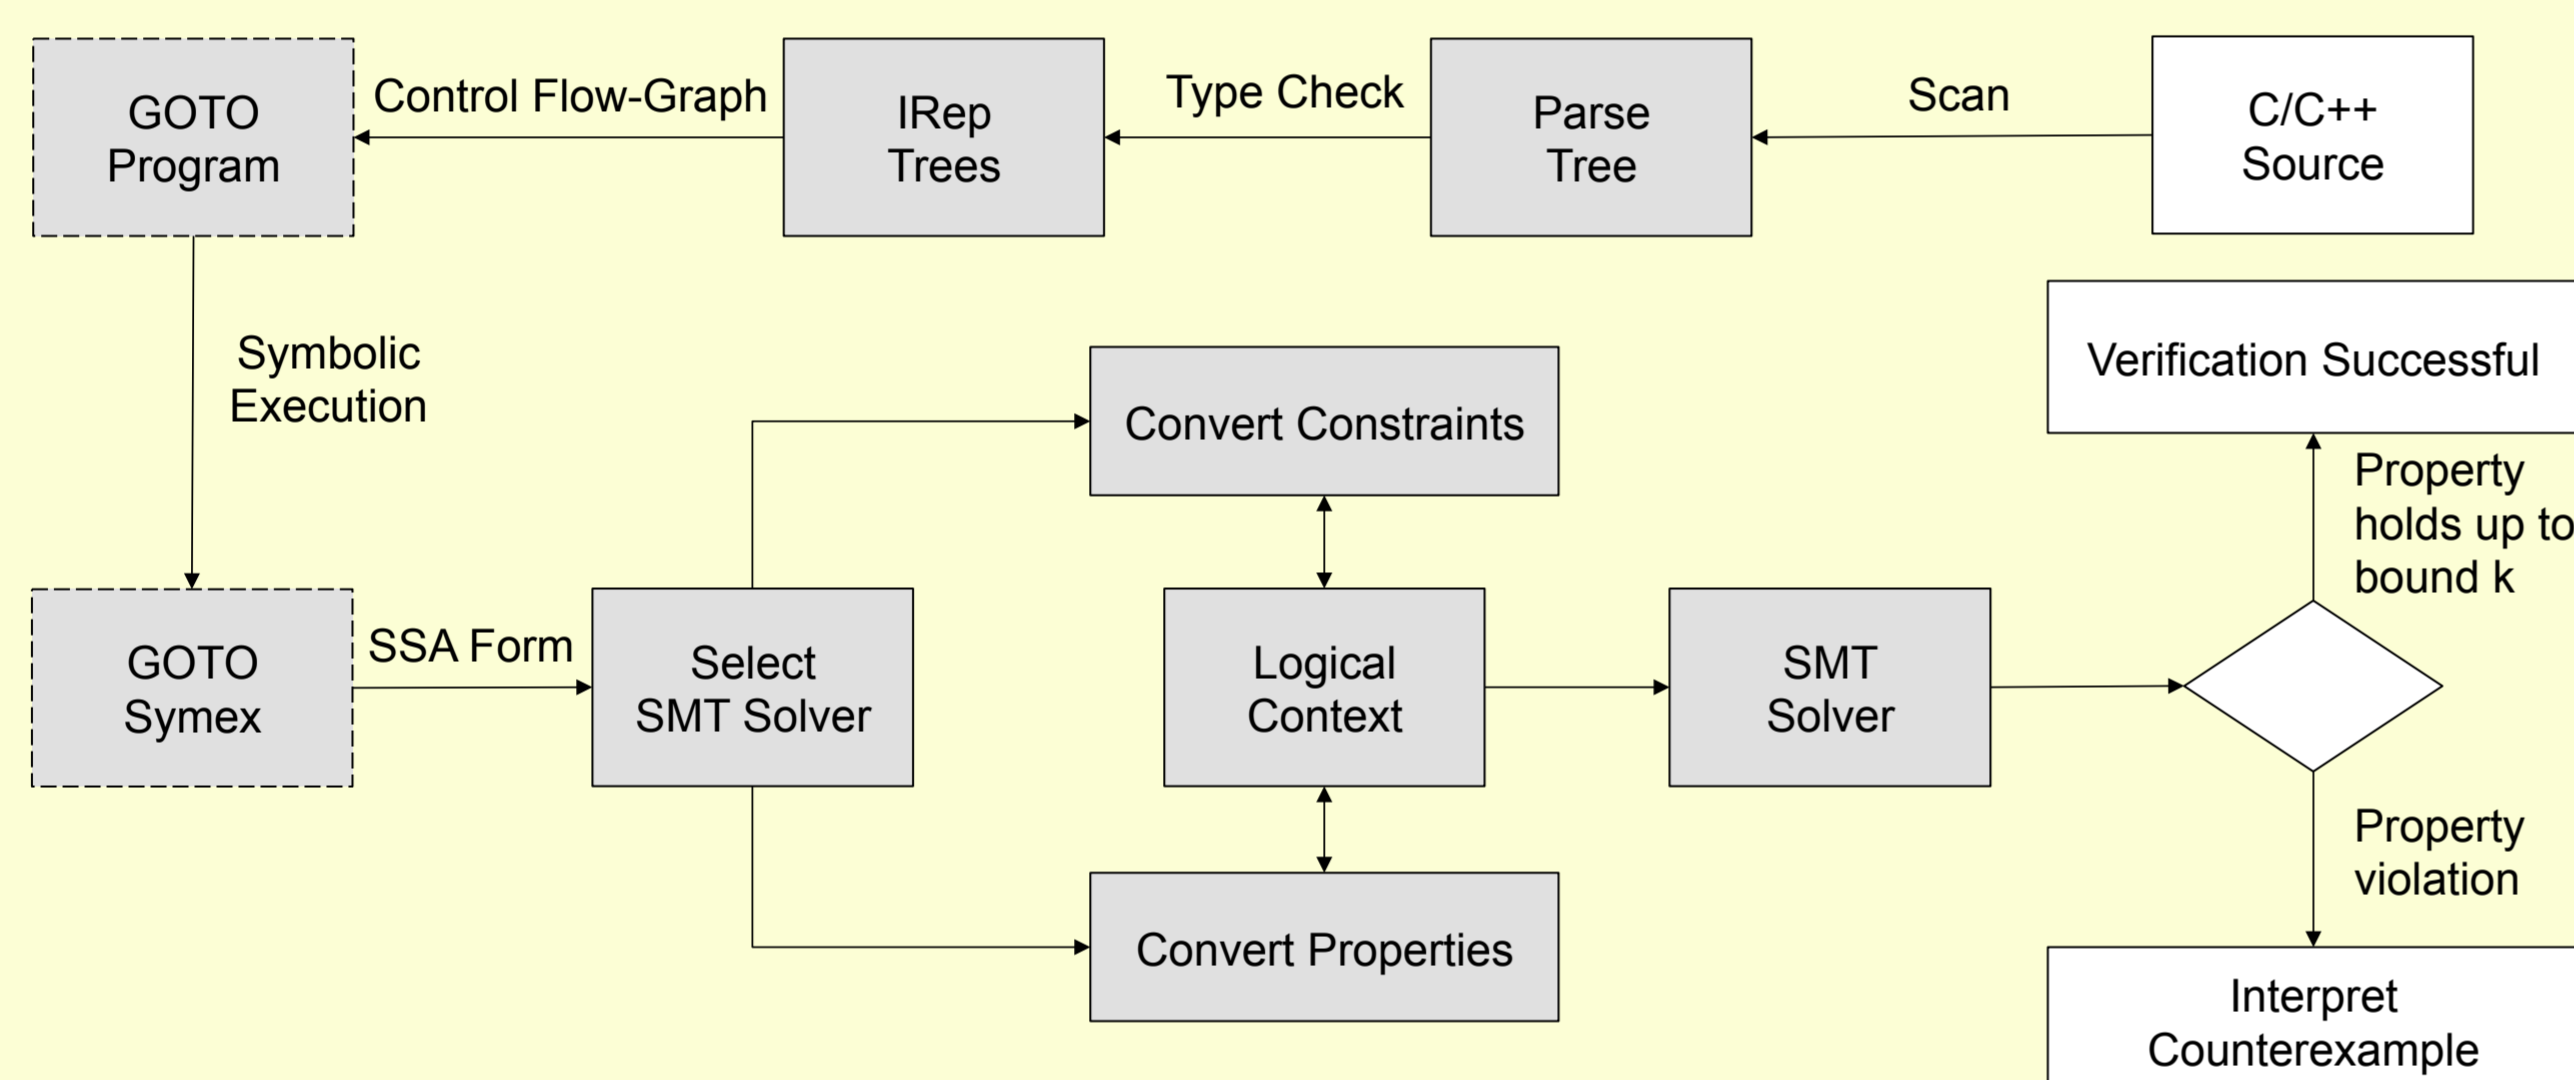 GOTO
Program
Control Flow-Graph
IRep
Trees
Type Check
Parse
Tree
Scan
C/C++
Source
Symbolic
Execution
Convert Constraints
Verification Successful
Property
holds up to
bound k
GOTO
Symex
SSA Form
Select
SMT Solver
Logical
Context
SMT
Solver
Property
violation
Convert Properties
Interpret
Counterexample